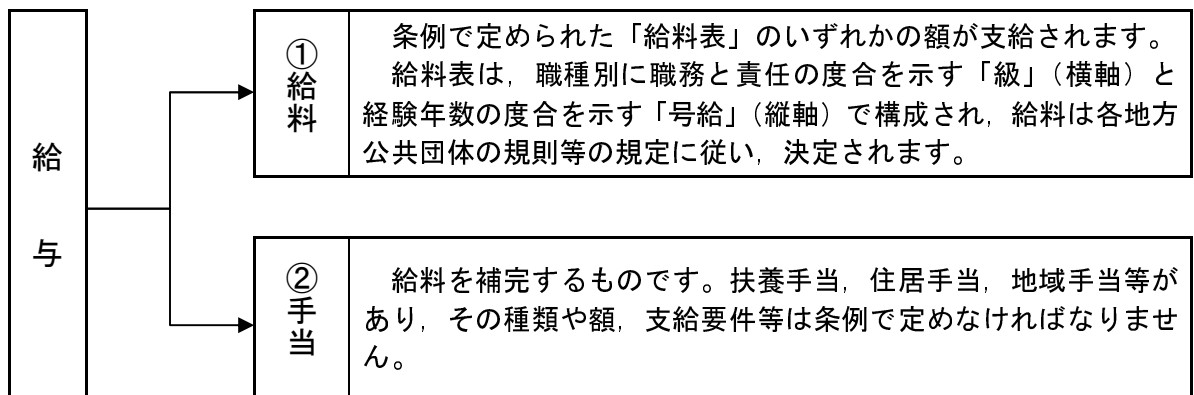 給与
①給料
条例で定められた「給料表」のいずれかの額が支給されます。
給料表は，職種別に職務と責任の度合を示す「級」（横軸）と
経験年数の度合を示す「号給」（縦軸）で構成され，給料は各地方
公共団体の規則等の規定に従い，決定されます。
②手当
給料を補完するものです。扶養手当，住居手当，地域手当等が
あり，その種類や額，支給要件等は条例で定めなければなりませ
ん。